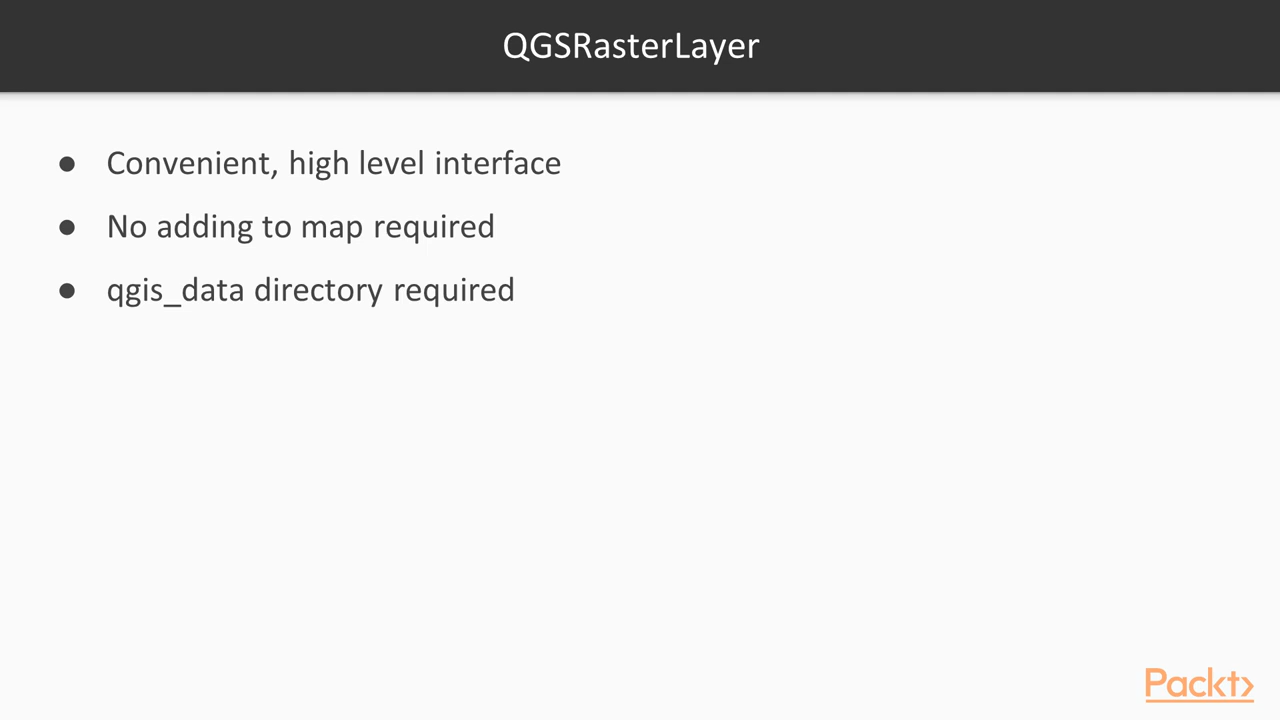 QGSRasterLayer
● Convenient, high level interface
● No adding to map required
● qgis_data directory required
Packt>